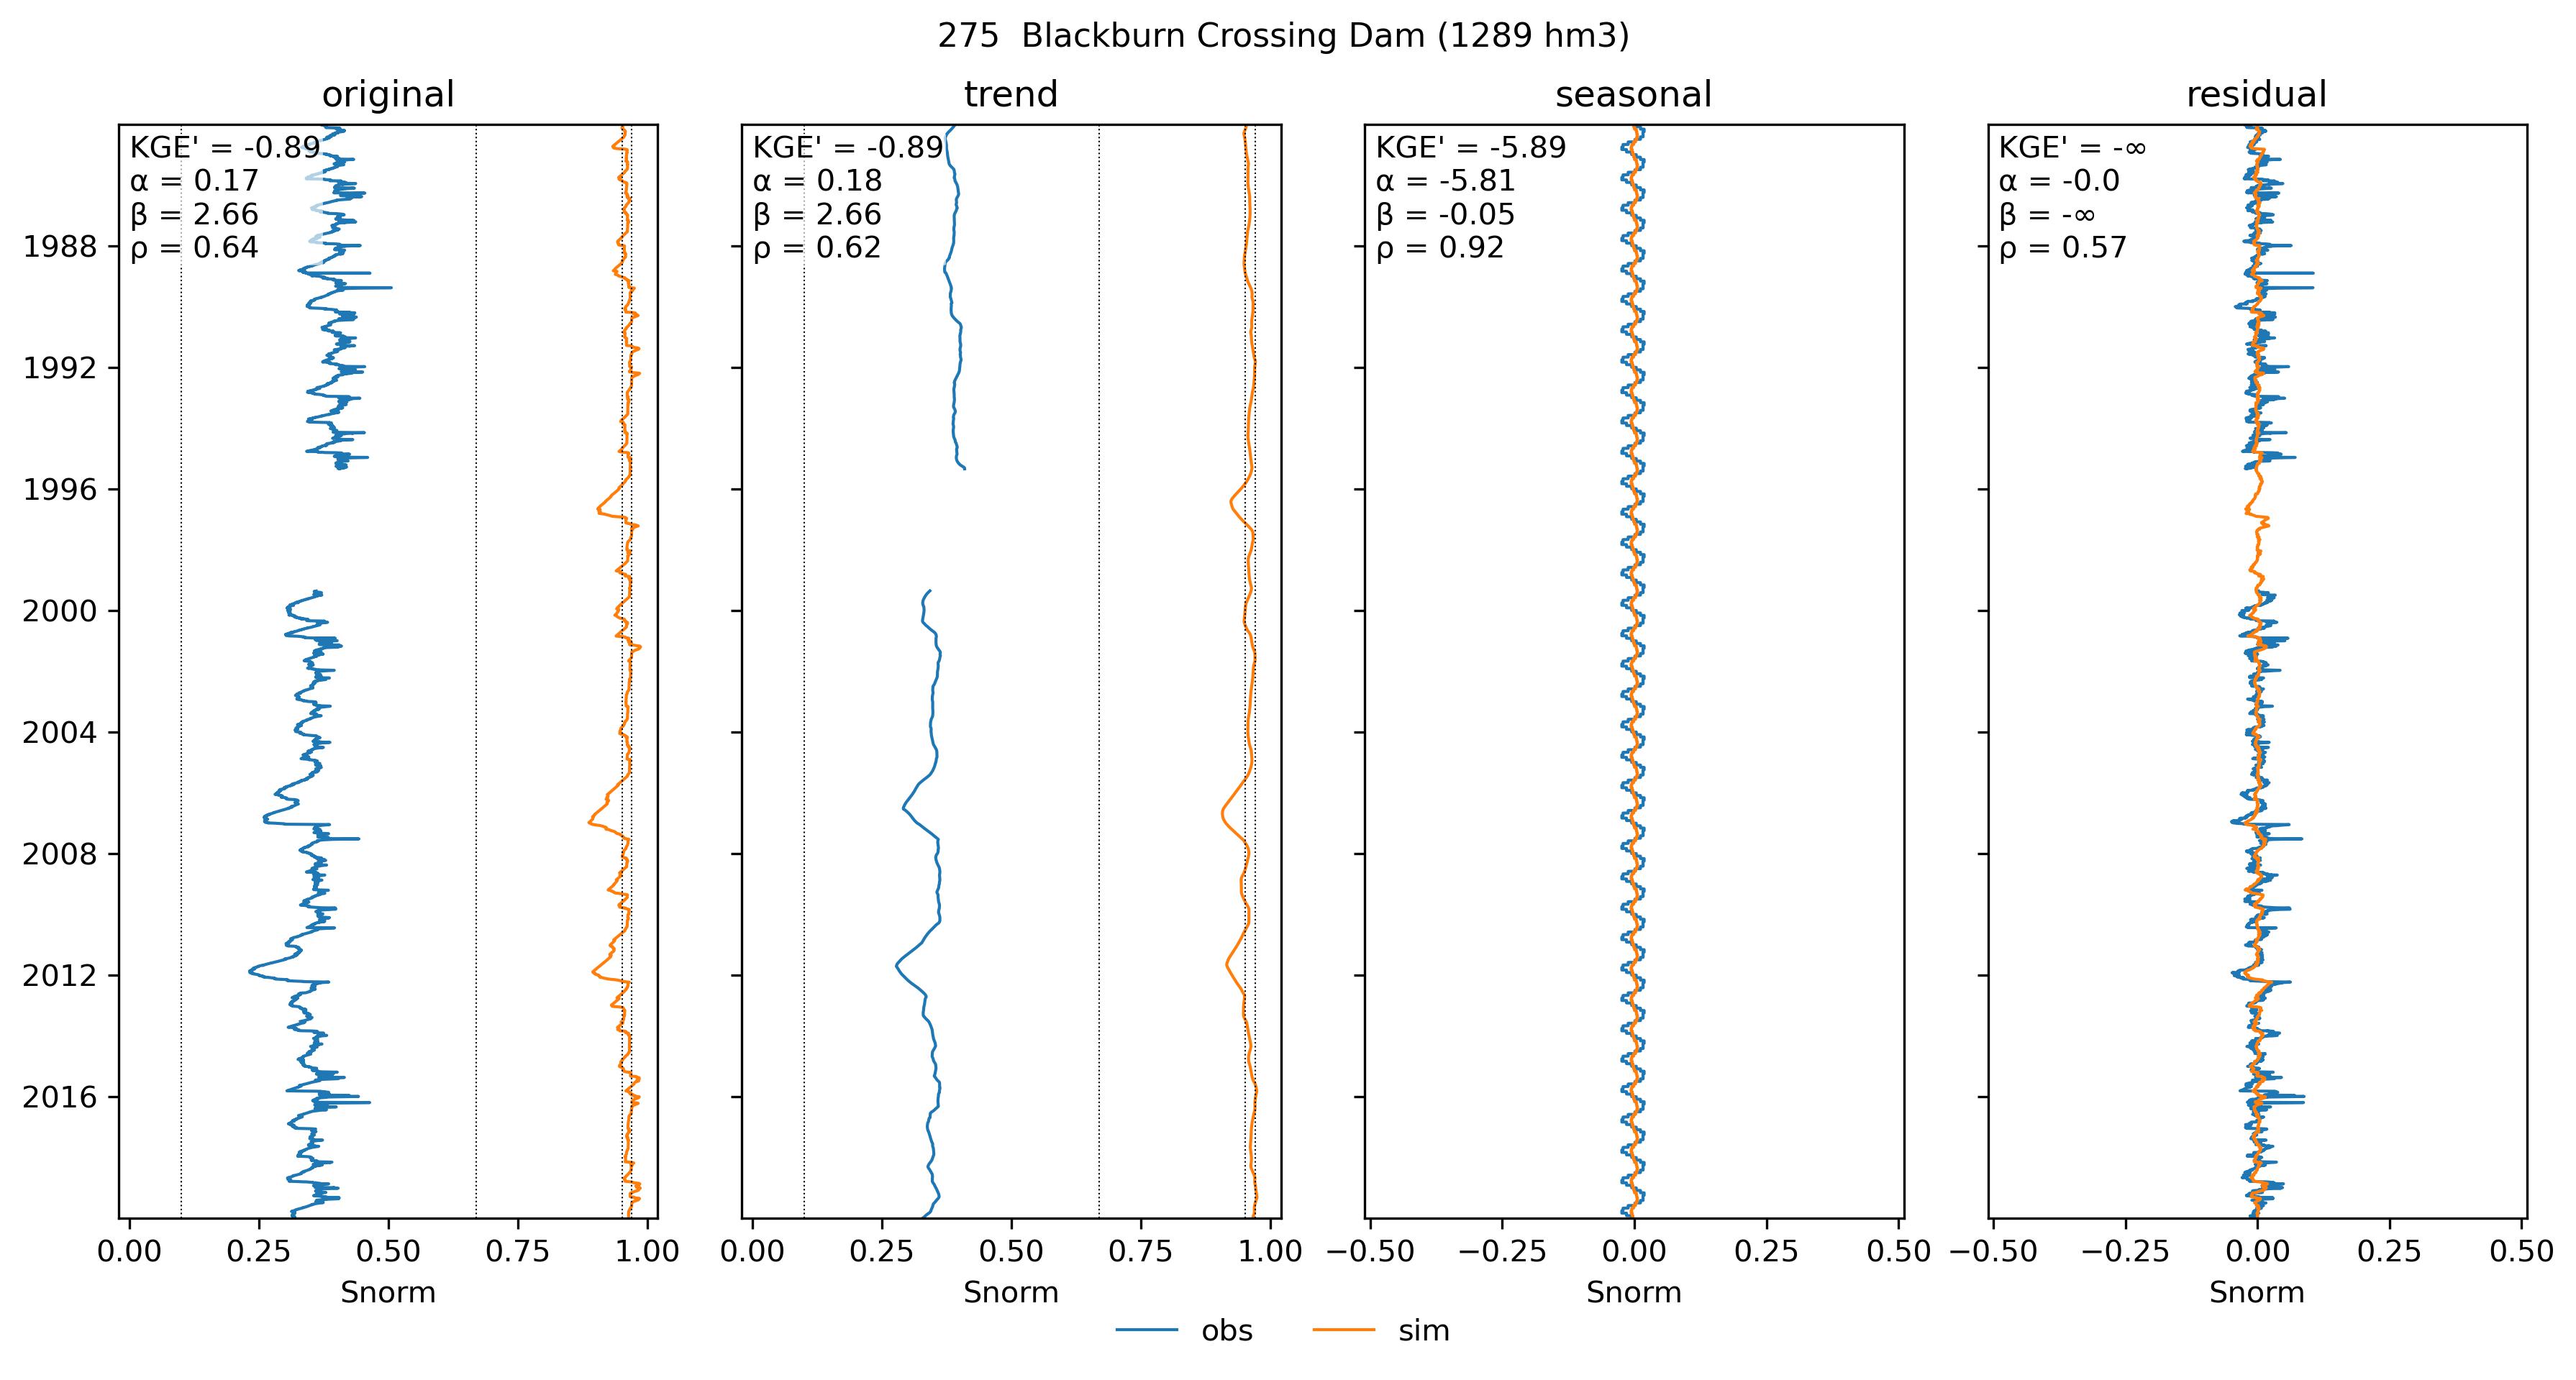 275  Blackburn Crossing Dam (1289 hm3)
original
KGE' = -0.89
α = 0.17
β = 2.66
ρ = 0.64
1988
1992
1996
2000
2004
2008
2012
2016
0.00 0.25 0.50 0.75 1.00
Snorm
trend
KGE' = -0.89
α = 0.18
β = 2.66
ρ = 0.62
0.00 0.25 0.50 0.75 1.00
Snorm
seasonal
KGE' = -5.89
α = -5.81
β = -0.05
ρ = 0.92
−0.50 −0.25 0.00 0.25 0.50
Snorm
residual
KGE' = -∞
α = -0.0
β = -∞
ρ = 0.57
−0.50 −0.25 0.00 0.25 0.50
Snorm
obs sim